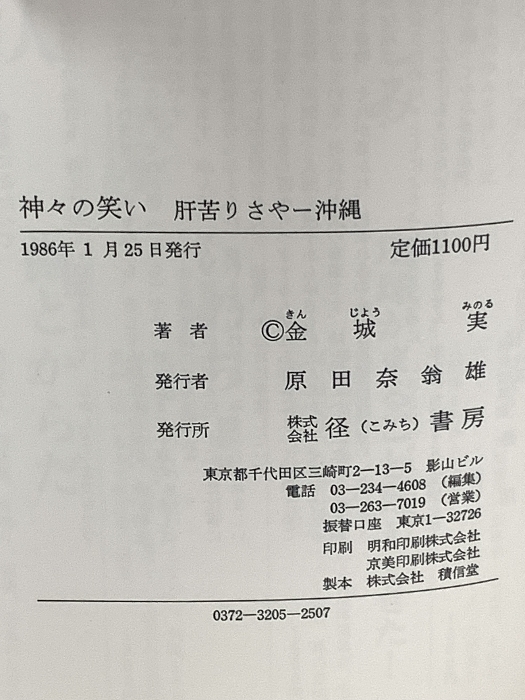 神々の笑い 肝苦りさやー沖縄
1986年1月25日発行 定価1100円
きん じよう みのる
著者 ©金城実
発行者 原田奈翁雄
発行所 株式会社 径(こみち)書房
東京都千代田区三崎町2―13―5 影山ビル
電話 03―234―4608(編集)
03―263―7019(営業)
振替口座 東京1―32726
印刷 明和印刷株式会社
京美印刷株式会社
製本 株式会社 積信堂
0372―3205―2507